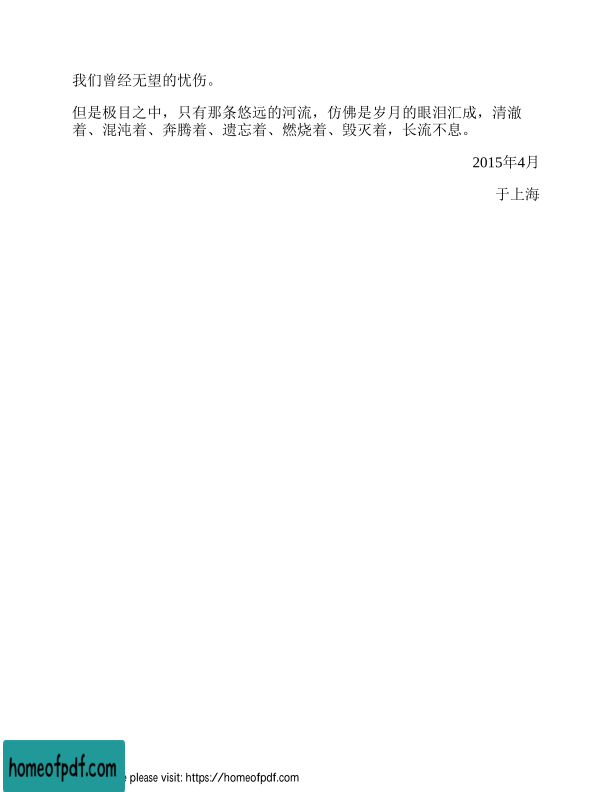 我们曾经无望的忧伤。
但是极目之中，只有那条悠远的河流，仿佛是岁月的眼泪汇成，清澈
着、混沌着、奔腾着、遗忘着、燃烧着、毁灭着，长流不息。
2015年4月
于上海
homeofpdf.com
please visit: https://homeofpdf.com